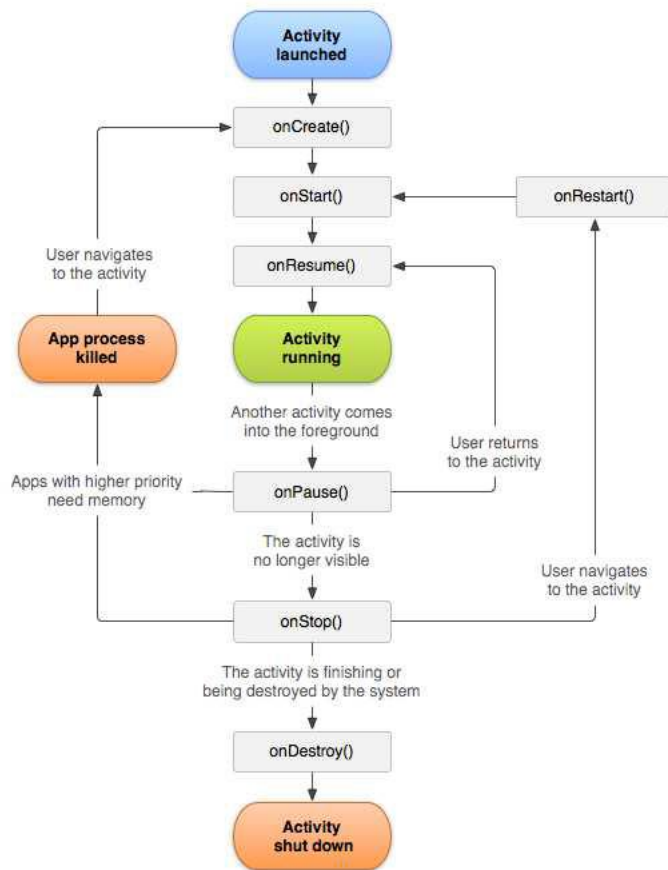 Activity
launched
onCreate()
onStart()
onRestart()
User navigates
to the activity
onResume()
App process
killed
Activity
running
Another activity comes
into the foreground
User returns
to the activity
Apps with higher priority
need memory
onPause()
The activity is
no longer visible
User navigates
to the activity
onStop()
The activity is finishing or
being destroyed by the system
onDestroy()
Activity
shut down